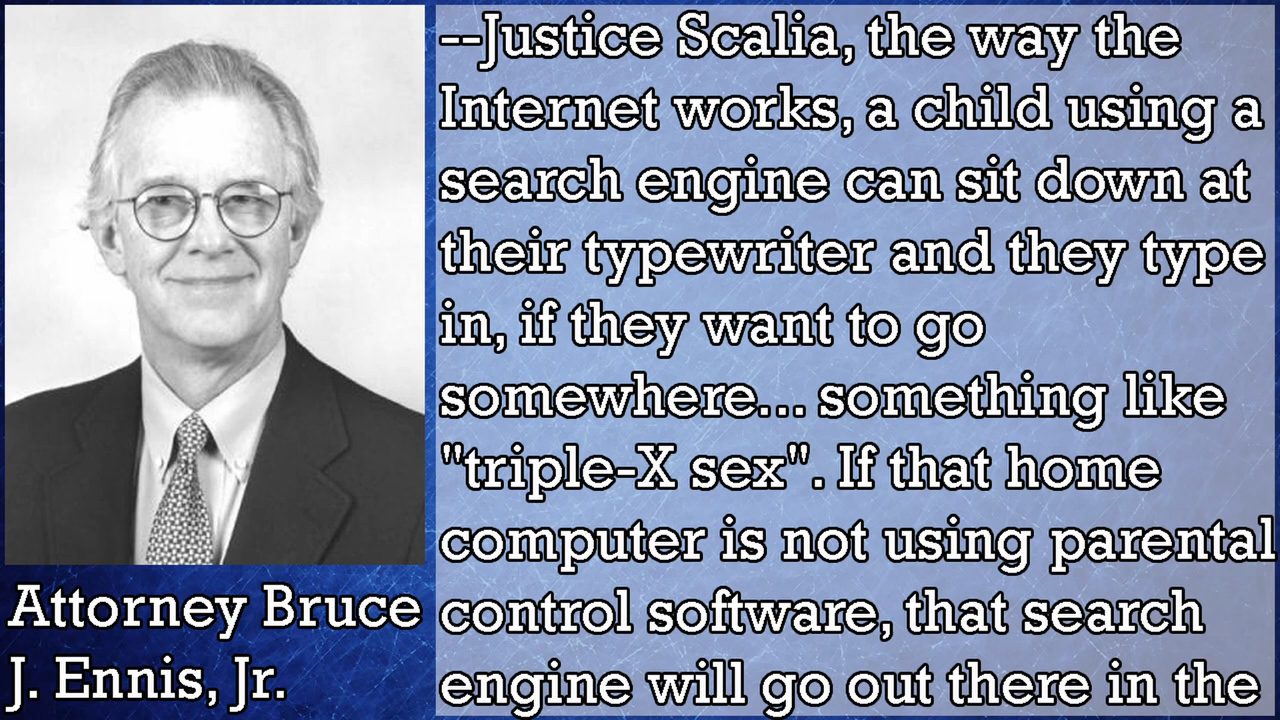 --Justice Scalia, the way the
Internet works, a child using a
search engine can sit down at
their typewriter and they type
in, if they want to go
somewhere... something like
"triple-X sex". If that home
computer is not using parental
control software, that search
engine will go out there in the
Attorney Bruce
J. Ennis, Jr.